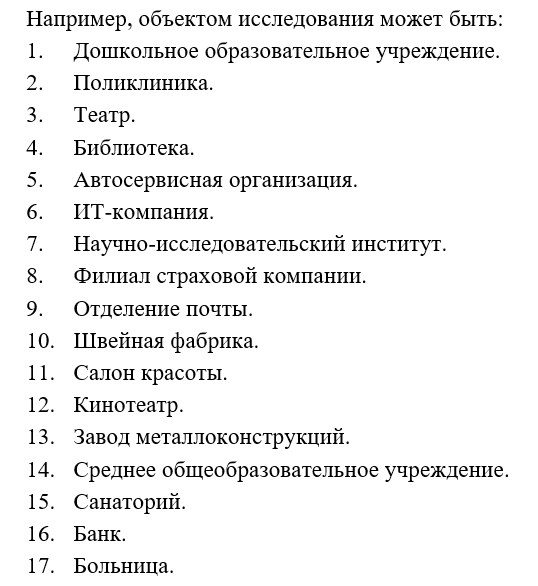 Например, объектом исследования может быть:
1. Дошкольное образовательное учреждение.
2. Поликлиника.
3. Театр.
4. Библиотека.
5. Автосервисная организация.
6. ИТ-компания.
7. Научно-исследовательский институт.
8. Филиал страховой компании.
9. Отделение почты.
10. Швейная фабрика.
11. Салон красоты.
12. Кинотеатр.
13. Завод металлоконструкций.
14. Среднее общеобразовательное учреждение.
15. Санаторий.
16. Банк.
17. Больница.